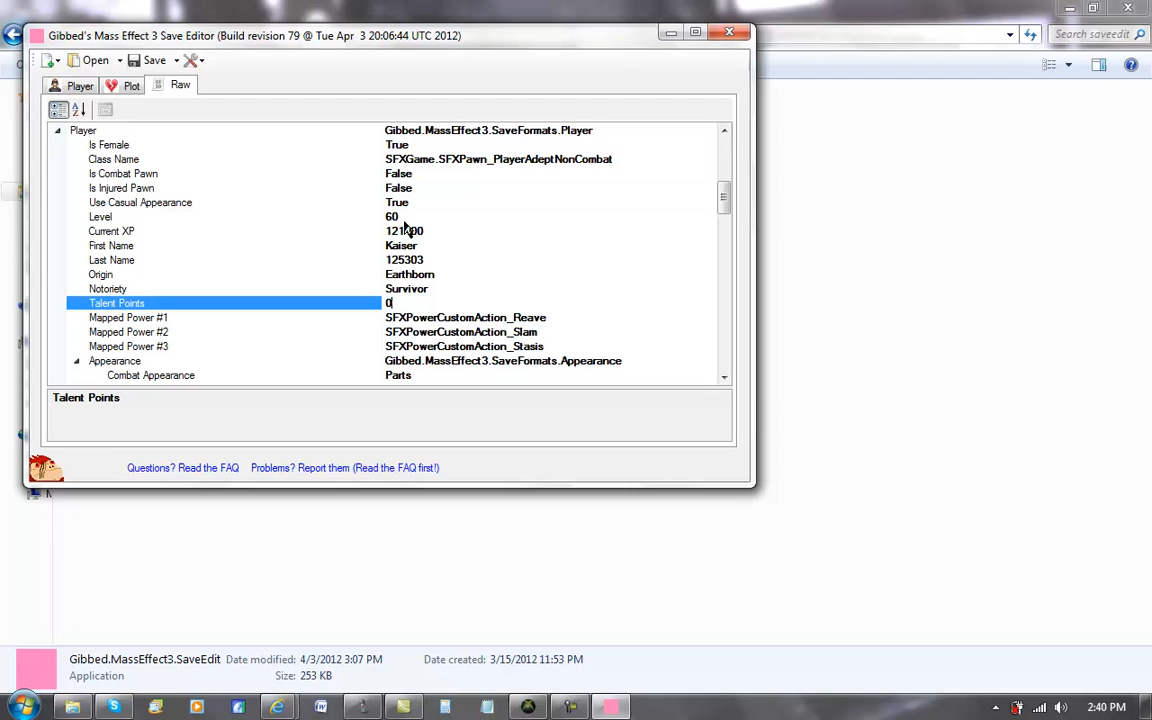 Gibbed's Mass Effect 3 Save Editor (Build revision 79 @ Tue Apr 3 20:06:44 UTC 2012)
Search saveedit
Open
Save
Player
Plot
Raw
Player Gibbed.MassEffect3.SaveFormats.Player
Is Female True
Class Name SFXGame.SFXPawn_PlayerAdeptNonCombat
Is Combat Pawn False
Is Injured Pawn False
Use Casual Appearance True
Level 60
Current XP
First Name Kaiser
Last Name 125303
Origin Earthborn
Notoriety Survivor
Talent Points 0
Mapped Power #1 SFXPowerCustomAction_Reave
Mapped Power #2 SFXPowerCustomAction_Slam
Mapped Power #3 SFXPowerCustomAction_Stasis
Appearance Gibbed.MassEffect3.SaveFormats.Appearance
Combat Appearance Parts
Talent Points
Questions? Read the FAQ Problems? Report them (Read the FAQ first!)
Gibbed.MassEffect3.SaveEdit Date modified: 4/3/2012 3:07 PM Date created: 3/15/2012 11:53 PM
Application Size: 253 KB
2:40 PM